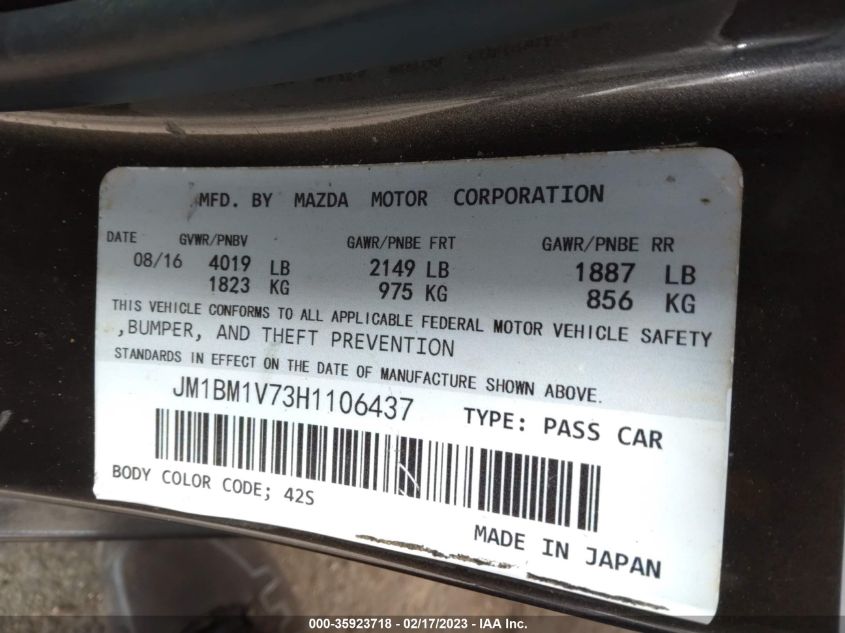 MFD. BY MAZDA MOTOR CORPORATION
DATE GVWR/PNBV GAWR/PNBE FRT GAWR/PNBE RR
08/16 4019 LB 2149 LB 1887 LB
1823 KG 975 KG 856 KG
THIS VEHICLE CONFORMS TO ALL APPLICABLE FEDERAL MOTOR VEHICLE SAFETY
,BUMPER, AND THEFT PREVENTION
STANDARDS IN EFFECT ON THE DATE OF MANUFACTURE SHOWN ABOVE.
JM1BM1V73H1106437 TYPE: PASS CAR
BODY COLOR CODE; 42S
MADE IN JAPAN
000-35923718 - 02/17/2023 - IAA Inc.